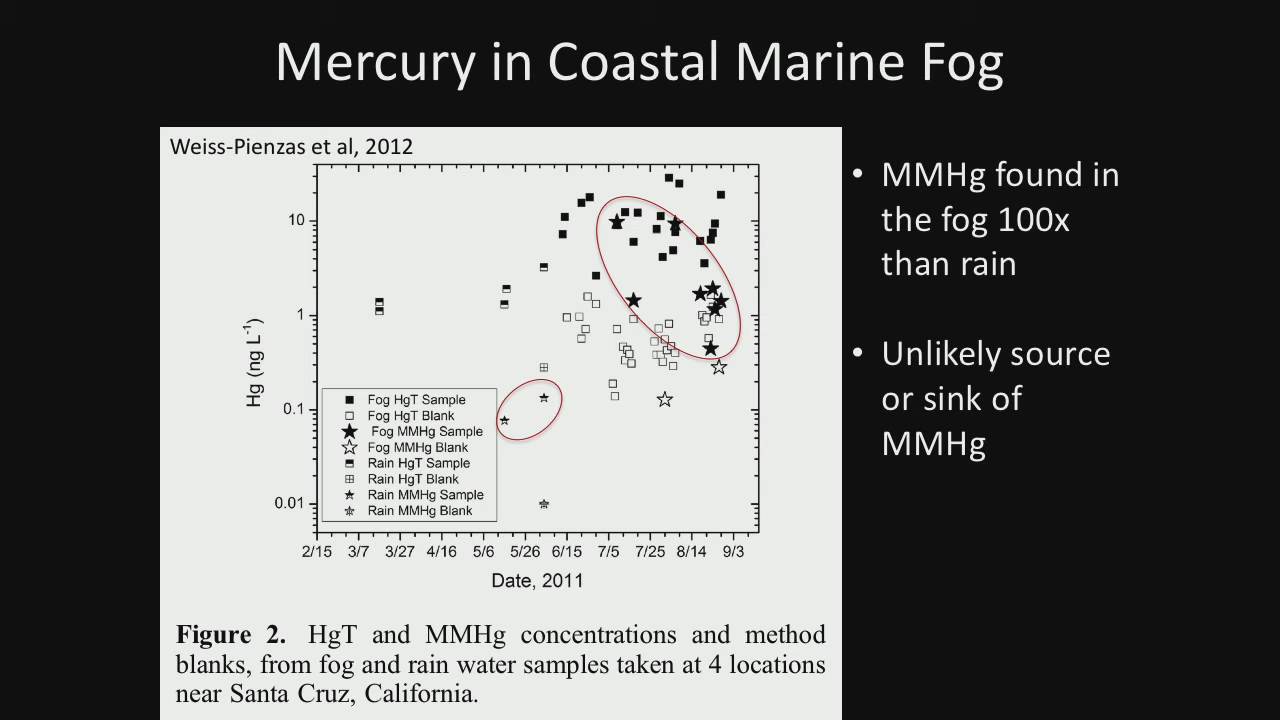 Mercury in Coastal Marine Fog
Weiss-Pienzas et al, 2012
Hg (ng L-1)
10
1
0.1
0.01
Fog HgT Sample
Fog HgT Blank
Fog MMHg Sample
Fog MMHg Blank
Rain HgT Sample
Rain HgT Blank
Rain MMHg Sample
Rain MMHg Blank
2/15 3/7 3/27 4/16 5/6 5/26 6/15 7/5 7/25 8/14 9/3
Date, 2011
Figure 2. HgT and MMHg concentrations and method
blanks, from fog and rain water samples taken at 4 locations
near Santa Cruz, California.
• MMHg found in
the fog 100x
than rain
• Unlikely source
or sink of
MMHg